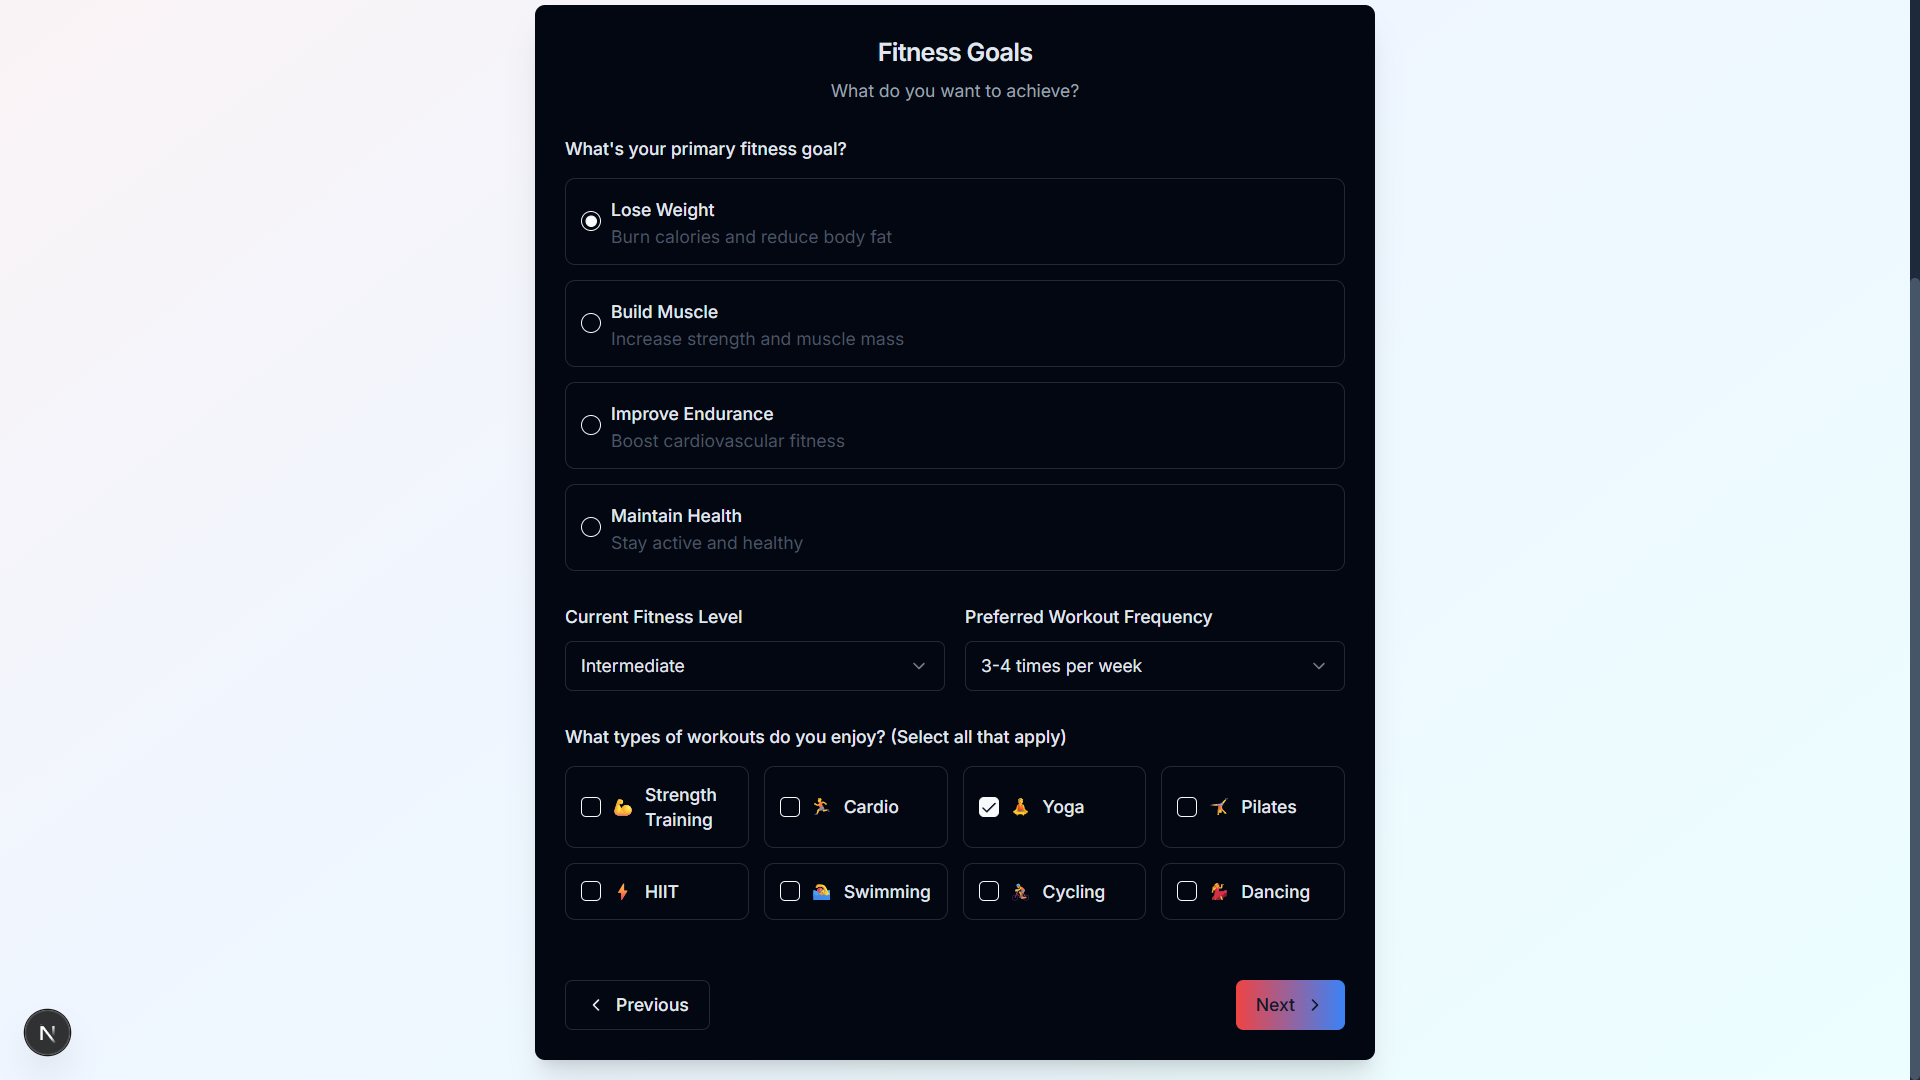 Fitness Goals
What do you want to achieve?
What's your primary fitness goal?
Lose Weight
Burn calories and reduce body fat
Build Muscle
Increase strength and muscle mass
Improve Endurance
Boost cardiovascular fitness
Maintain Health
Stay active and healthy
Current Fitness Level
Preferred Workout Frequency
Intermediate
3-4 times per week
What types of workouts do you enjoy? (Select all that apply)
Strength
Training
Cardio
Yoga
Pilates
HIIT
Swimming
Cycling
Dancing
Previous
Next
N